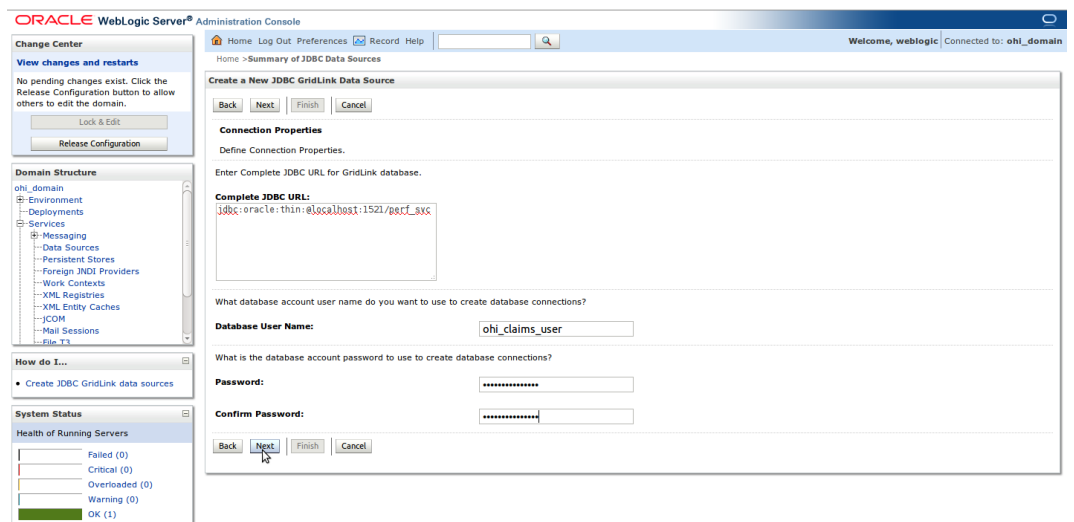 ORACLE WebLogic Server® Administration Console
Change Center
View changes and restarts
No pending changes exist. Click the
Release Configuration button to allow
others to edit the domain.
Lock & Edit
Release Configuration
Domain Structure
ohi_domain
Environment
Deployments
Services
Messaging
Data Sources
Persistent Stores
Foreign JNDI Providers
Work Contexts
XML Registries
XML Entity Caches
jCOM
Mail Sessions
File T3
How do I...
Create JDBC GridLink data sources
System Status
Health of Running Servers
Failed (0)
Critical (0)
Overloaded (0)
Warning (0)
OK (1)
Home Log Out Preferences Record Help
Welcome, weblogic Connected to: ohi_domain
Home >Summary of JDBC Data Sources
Create a New JDBC GridLink Data Source
Back Next Finish Cancel
Connection Properties
Define Connection Properties.
Enter Complete JDBC URL for GridLink database.
Complete JDBC URL:
jdbc:oracle:thin:@localhost:1521/perf_svc
What database account user name do you want to use to create database connections?
Database User Name: ohi_claims_user
What is the database account password to use to create database connections?
Password: •••••••••••••••
Confirm Password: •••••••••••••••
Back Next Finish Cancel